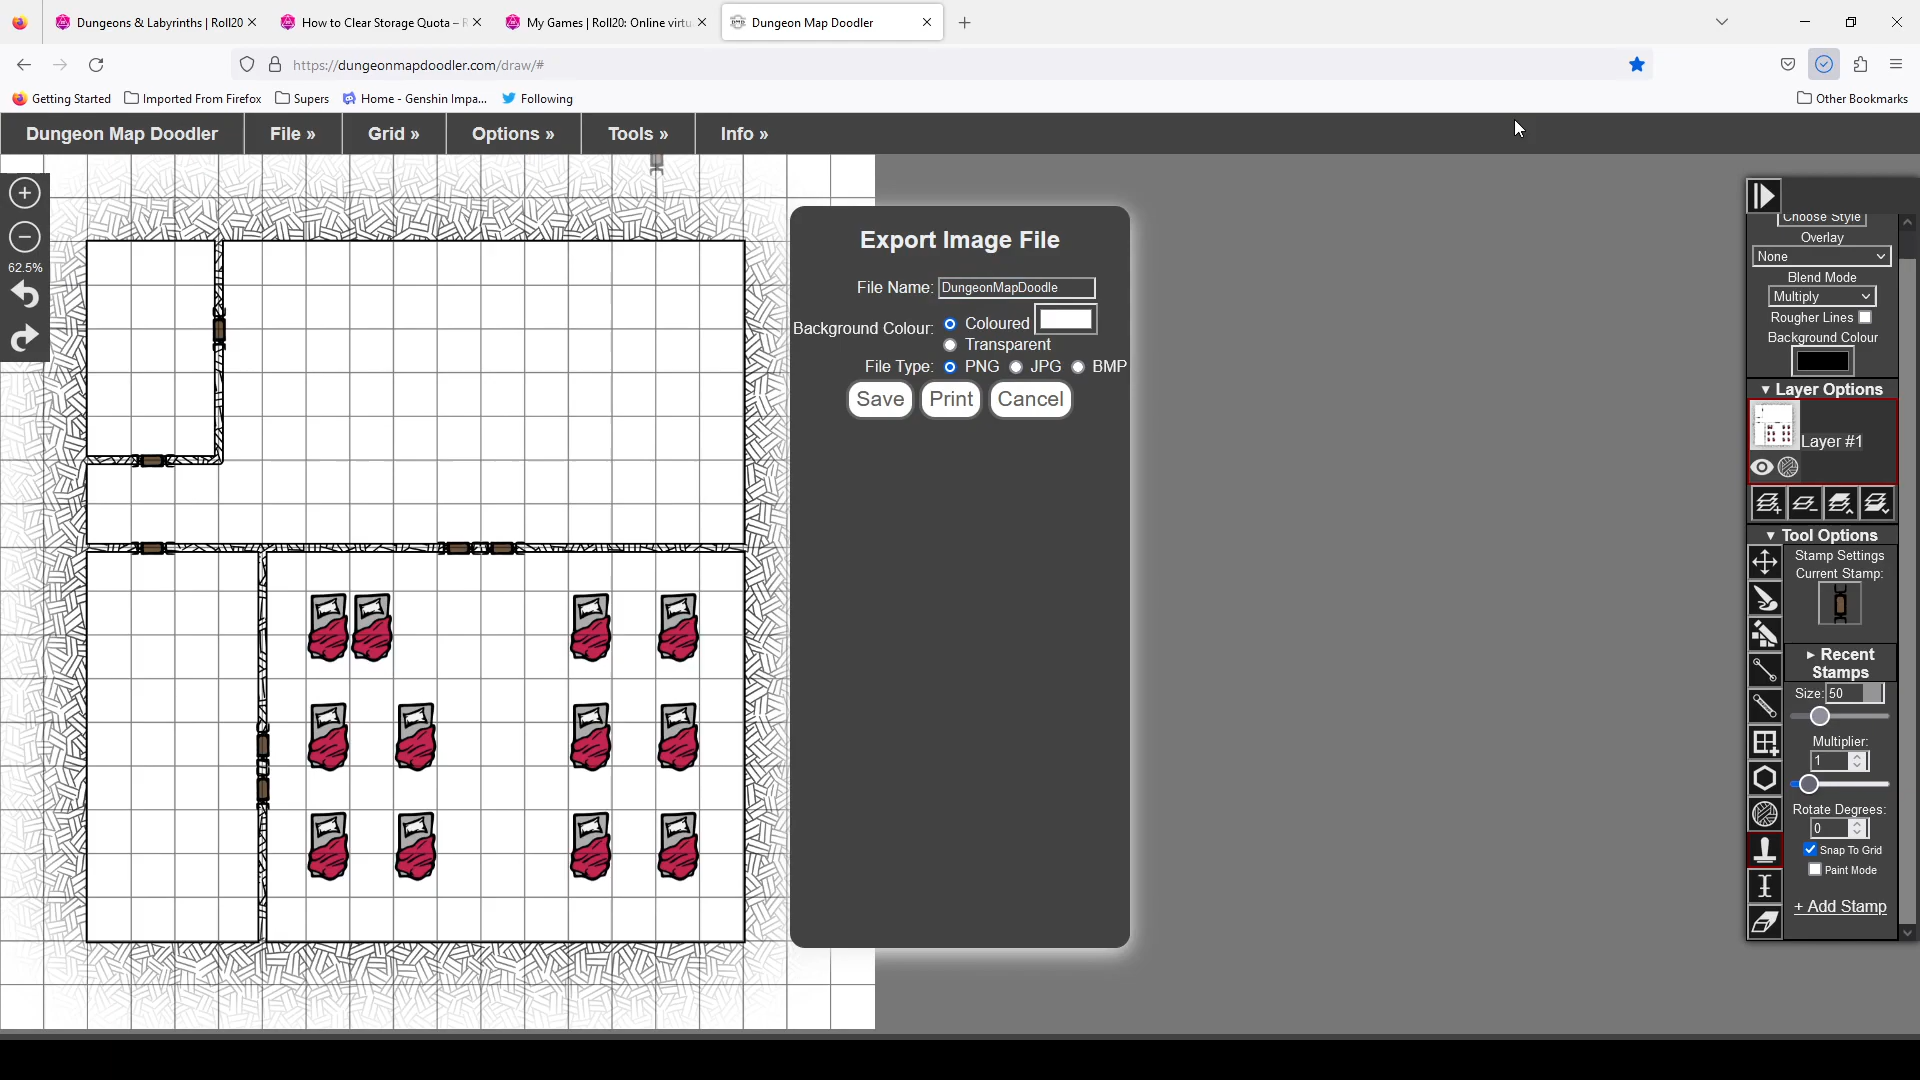 Dungeons & Labyrinths | Roll20
How to Clear Storage Quota –
My Games | Roll20: Online virtu
Dungeon Map Doodler
https://dungeonmapdoodler.com/draw/#
Getting Started
Imported From Firefox
Supers
Home - Genshin Impa...
Following
Other Bookmarks
Dungeon Map Doodler
File »
Grid »
Options »
Tools »
Info »
62.5%
Export Image File
File Name: DungeonMapDoodle
Background Colour: Coloured
Transparent
File Type: PNG JPG BMP
Save Print Cancel
Choose Style
Overlay
None
Blend Mode
Multiply
Rougher Lines
Background Colour
▼ Layer Options
Layer #1
▼ Tool Options
Stamp Settings
Current Stamp:
► Recent
Stamps
Size: 50
Multiplier:
1
Rotate Degrees:
0
Snap To Grid
Paint Mode
+ Add Stamp